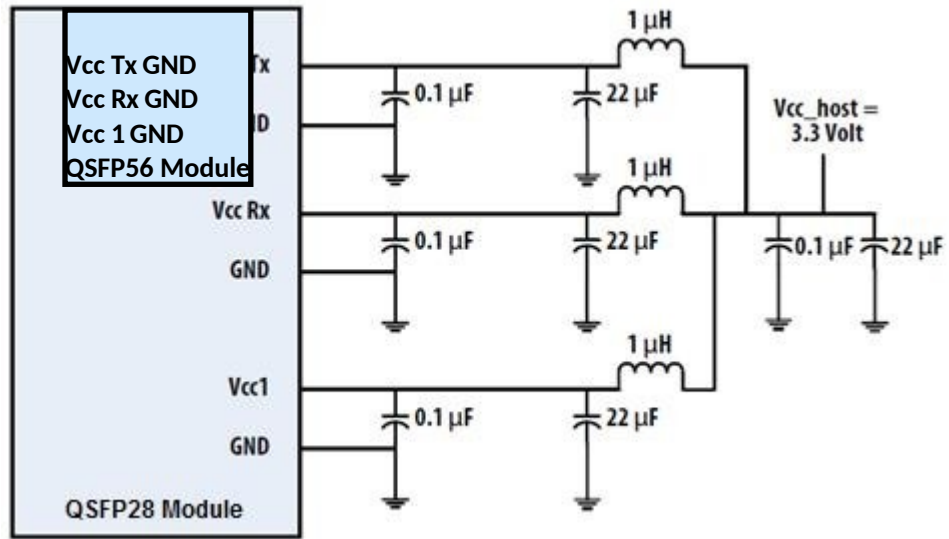 1 µH
Vcc Tx GND
Tx
0.1 µF
22 µF
Vcc Rx GND
Vcc_host =
3.3 Volt
Vcc 1 GND
QSFP56 Module
1 µH
Vcc Rx
0.1 µF
22 µF
0.1 µF
22 µF
GND
1 µH
Vcc1
0.1 µF
22 µF
GND
QSFP28 Module